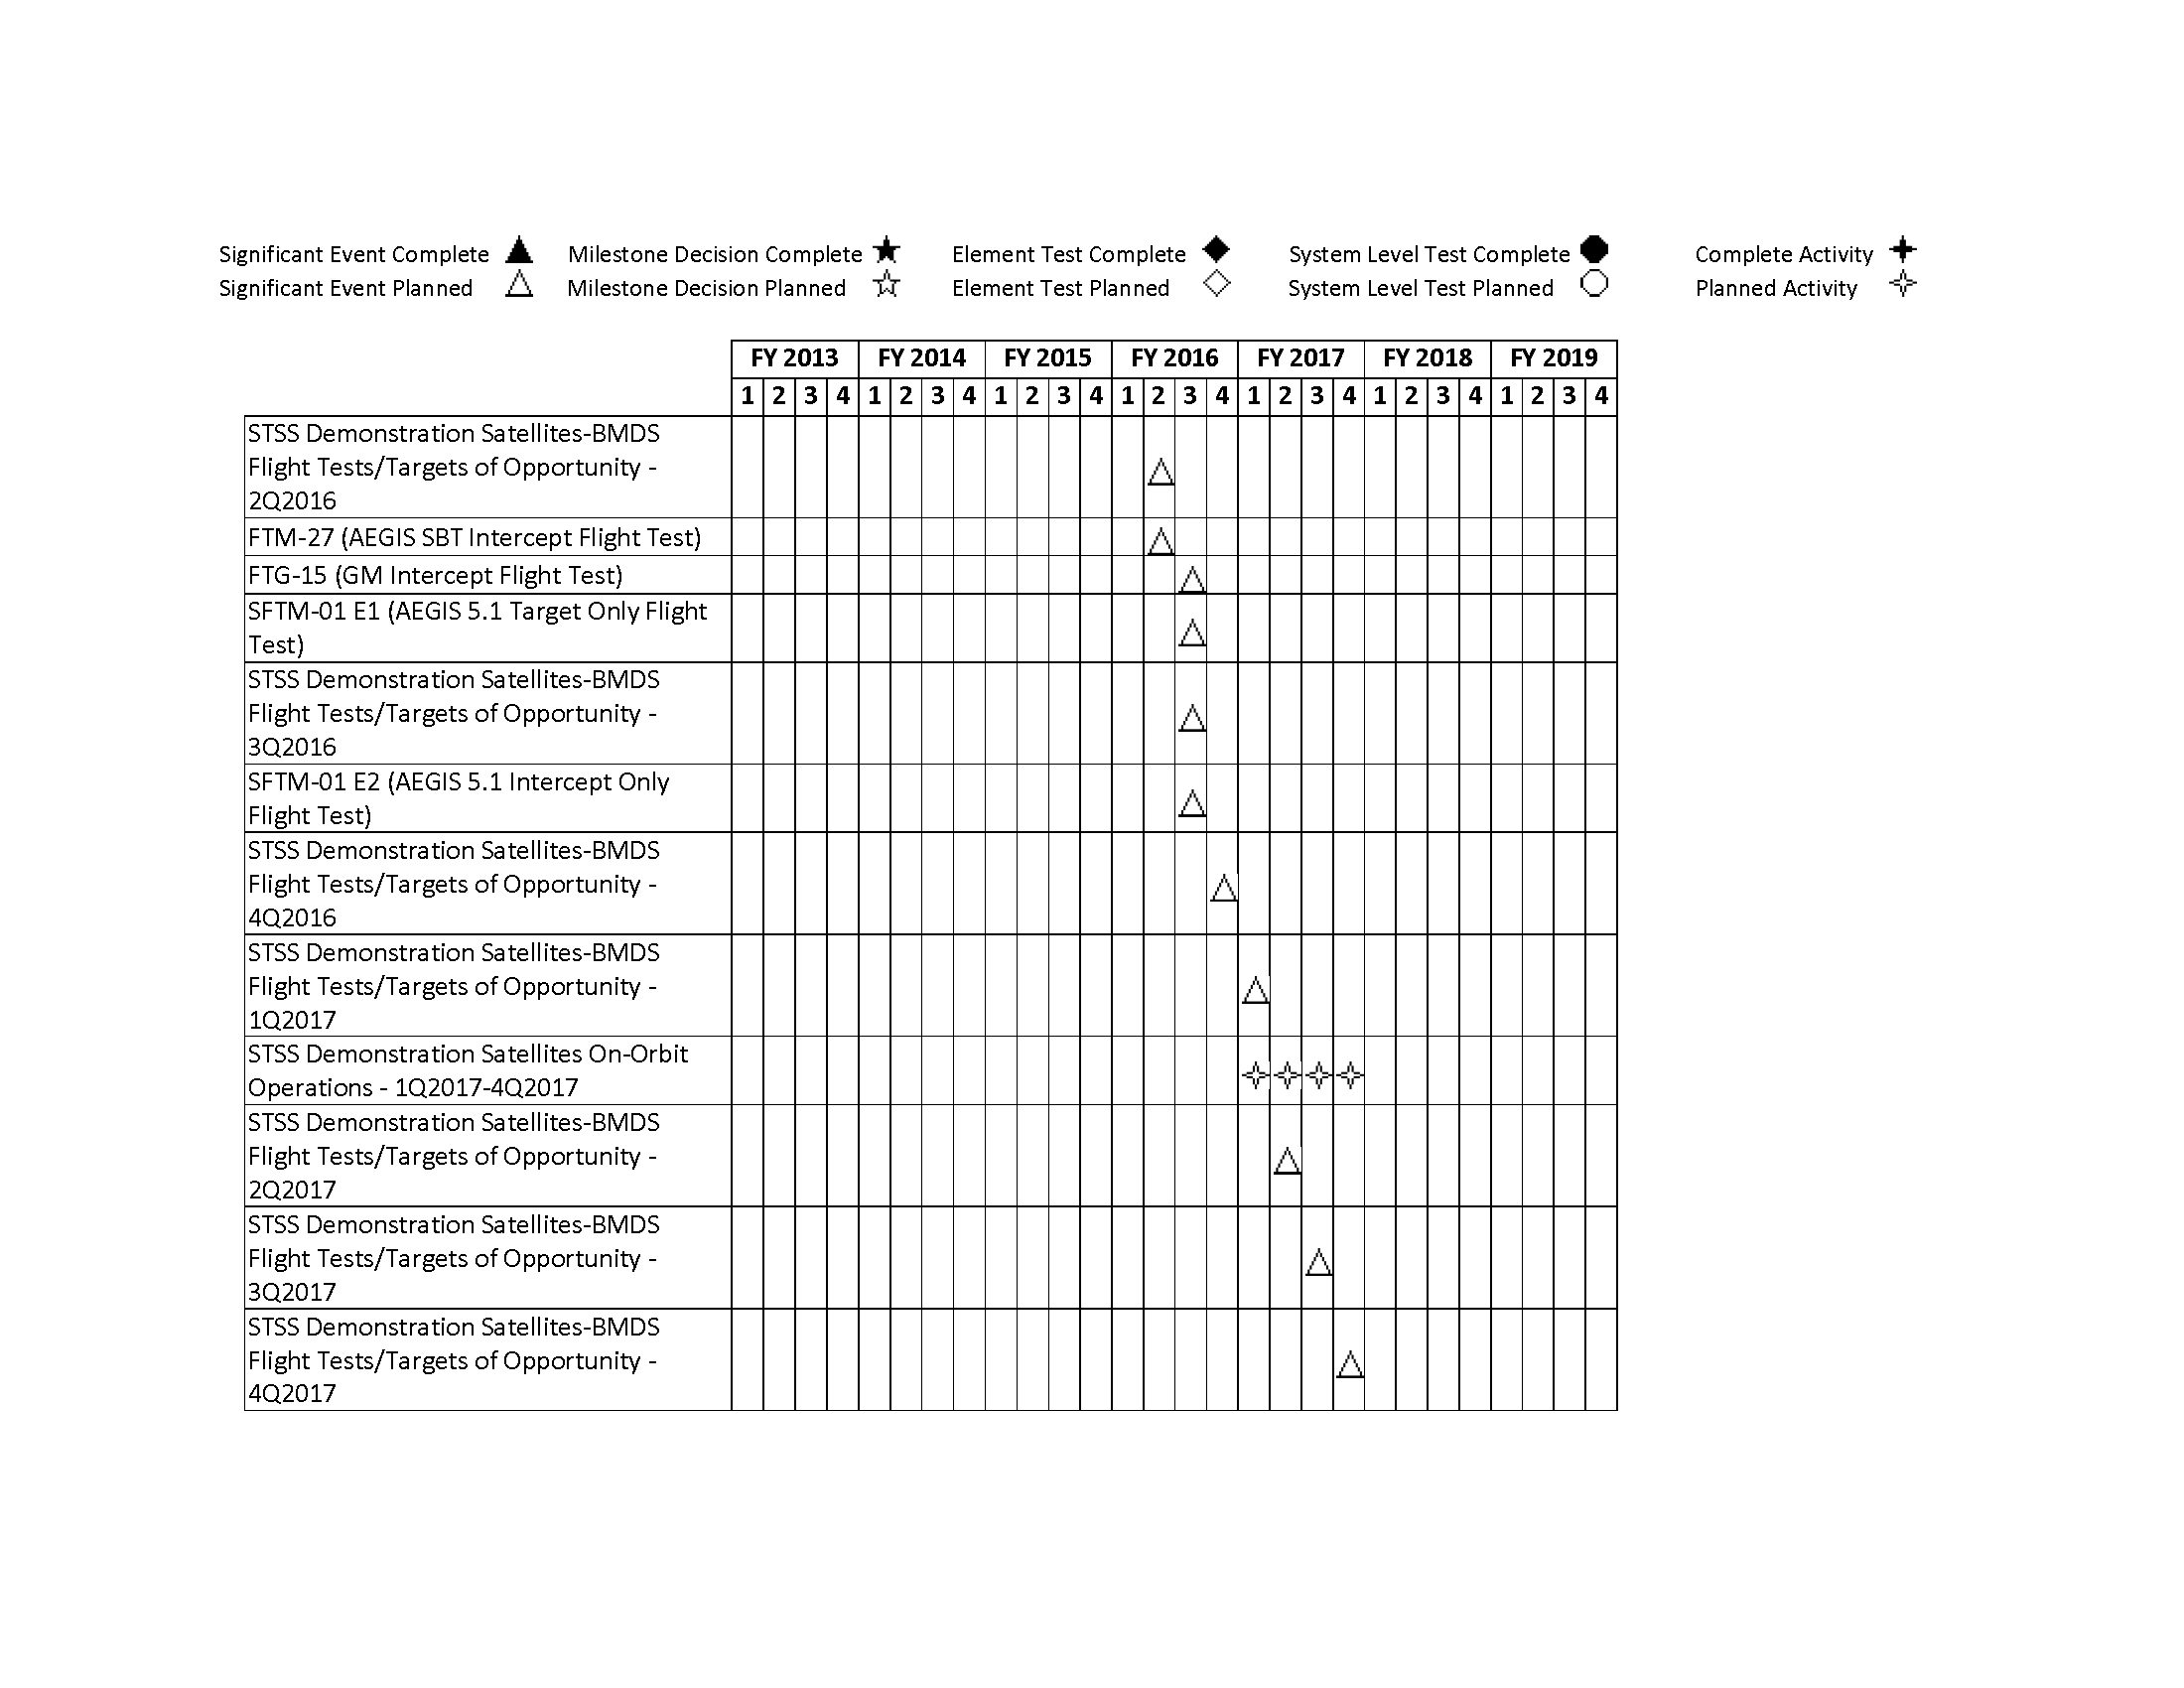 Significant Event Complete Milestone Decision Complete Element Test Complete System Level Test Complete Complete Activity
Significant Event Planned Milestone Decision Planned Element Test Planned System Level Test Planned Planned Activity
FY 2013 FY 2014 FY 2015 FY 2016 FY 2017 FY 2018 FY 2019
1 2 3 4 1 2 3 4 1 2 3 4 1 2 3 4 1 2 3 4 1 2 3 4 1 2 3 4
STSS Demonstration Satellites-BMDS
Flight Tests/Targets of Opportunity -
2Q2016
FTM-27 (AEGIS SBT Intercept Flight Test)
FTG-15 (GM Intercept Flight Test)
SFTM-01 E1 (AEGIS 5.1 Target Only Flight
Test)
STSS Demonstration Satellites-BMDS
Flight Tests/Targets of Opportunity -
3Q2016
SFTM-01 E2 (AEGIS 5.1 Intercept Only
Flight Test)
STSS Demonstration Satellites-BMDS
Flight Tests/Targets of Opportunity -
4Q2016
STSS Demonstration Satellites-BMDS
Flight Tests/Targets of Opportunity -
1Q2017
STSS Demonstration Satellites On-Orbit
Operations - 1Q2017-4Q2017
STSS Demonstration Satellites-BMDS
Flight Tests/Targets of Opportunity -
2Q2017
STSS Demonstration Satellites-BMDS
Flight Tests/Targets of Opportunity -
3Q2017
STSS Demonstration Satellites-BMDS
Flight Tests/Targets of Opportunity -
4Q2017